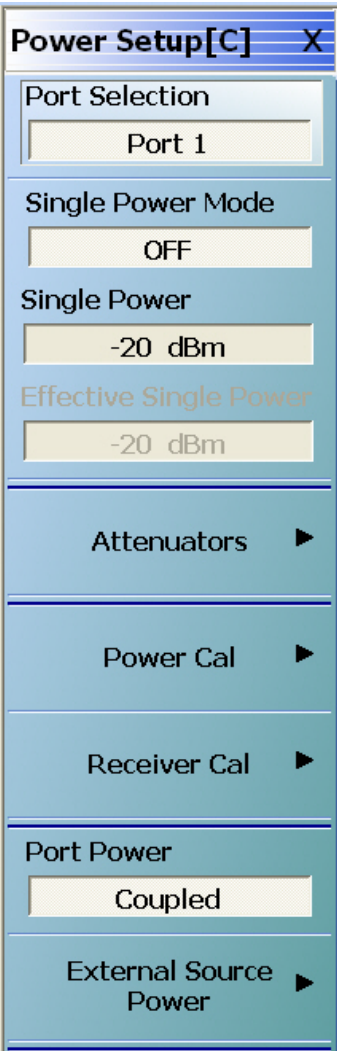 Power Setup[C] X
Port Selection
Port 1
Single Power Mode
OFF
Single Power
-20 dBm
Effective Single Power
-20 dBm
Attenuators
Power Cal
Receiver Cal
Port Power
Coupled
External Source
Power